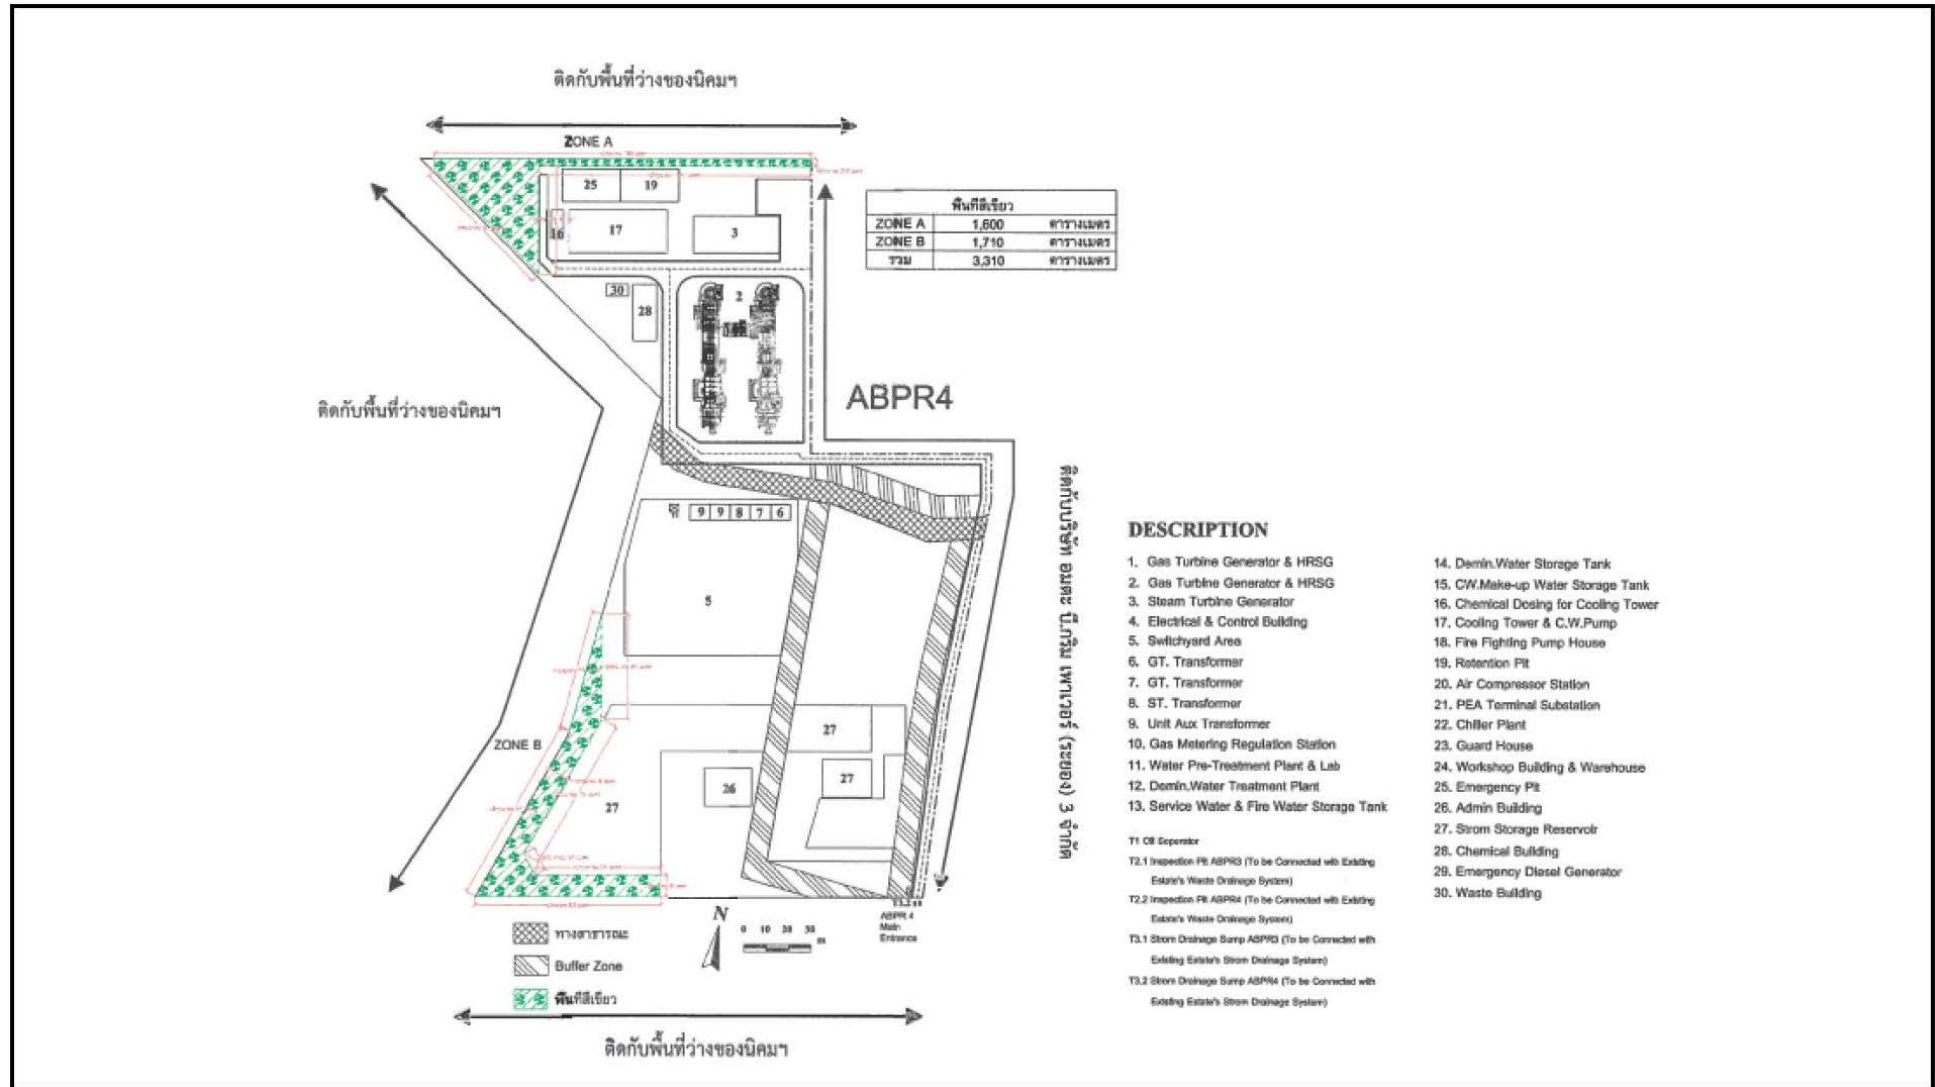 ติดกับพื้นที่ว่างของนิคมฯ
ZONE A
25
19
16
17
3
พื้นที่สีเขียว
ZONE A 1,600 ตารางเมตร
ZONE B 1,710 ตารางเมตร
รวม 3,310 ตารางเมตร
30
28
2
ABPR4
ติดกับพื้นที่ว่างของนิคมฯ
ติดกับบริษัท อมตะ บี.กริม เพาเวอร์ (ระยอง) 3 จำกัด
9 9 8 7 6
5
ZONE B
27
27
26
27
ABPR 4
Main
Entrance
N
0 10 20 30
m
ทางสาธารณะ
Buffer Zone
พื้นที่สีเขียว
ติดกับพื้นที่ว่างของนิคมฯ
DESCRIPTION
1. Gas Turbine Generator & HRSG
2. Gas Turbine Generator & HRSG
3. Steam Turbine Generator
4. Electrical & Control Building
5. Switchyard Area
6. GT. Transformer
7. GT. Transformer
8. ST. Transformer
9. Unit Aux Transformer
10. Gas Metering Regulation Station
11. Water Pre-Treatment Plant & Lab
12. Demin.Water Treatment Plant
13. Service Water & Fire Water Storage Tank
T1 Oil Seperator
T2.1 Inspection Pit ABPR3 (To be Connected with Existing
Estate's Waste Drainage System)
T2.2 Inspection Pit ABPR4 (To be Connected with Existing
Estate's Waste Drainage System)
T3.1 Strom Drainage Sump ABPR3 (To be Connected with
Existing Estate's Strom Drainage System)
T3.2 Strom Drainage Sump ABPR4 (To be Connected with
Existing Estate's Strom Drainage System)
14. Demin.Water Storage Tank
15. CW.Make-up Water Storage Tank
16. Chemical Dosing for Cooling Tower
17. Cooling Tower & C.W.Pump
18. Fire Fighting Pump House
19. Retention Pit
20. Air Compressor Station
21. PEA Terminal Substation
22. Chiller Plant
23. Guard House
24. Workshop Building & Warehouse
25. Emergency Pit
26. Admin Building
27. Strom Storage Reservoir
28. Chemical Building
29. Emergency Diesel Generator
30. Waste Building